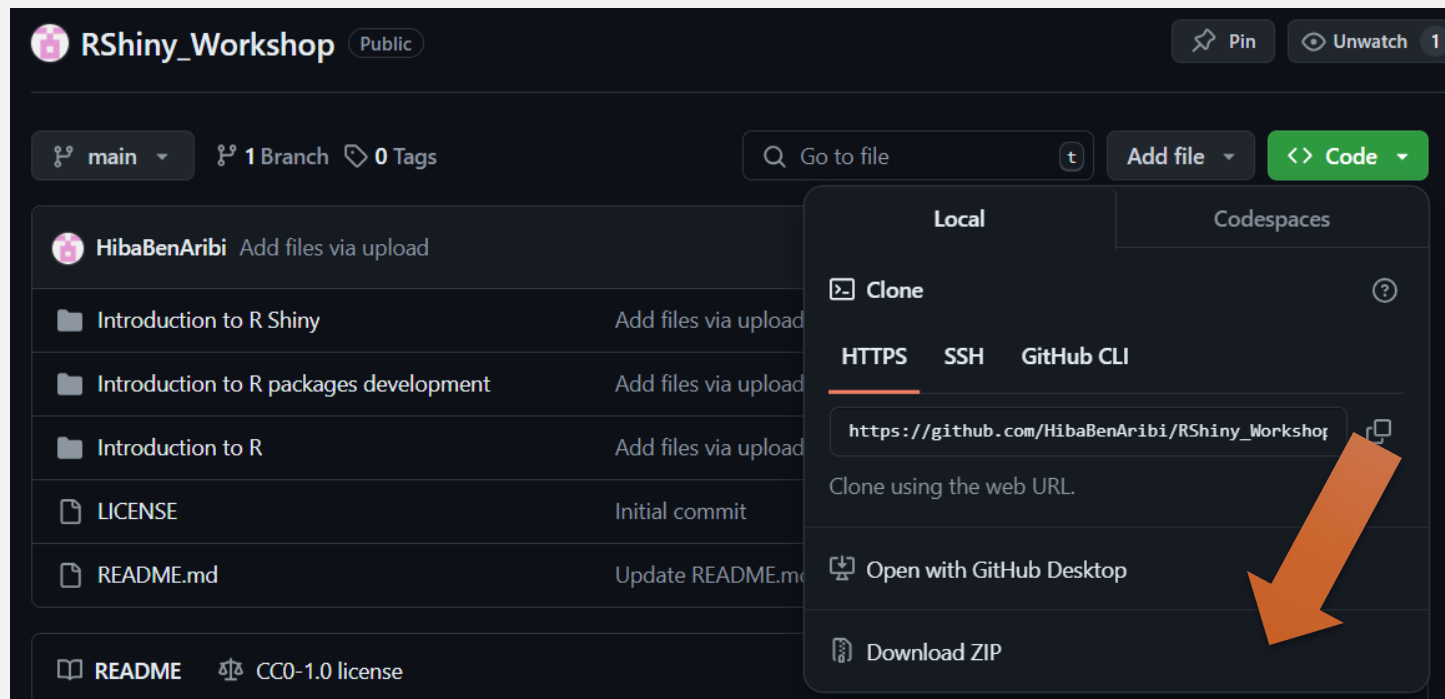 RShiny_Workshop Public Pin Unwatch 1
main 1 Branch 0 Tags Go to file t Add file <> Code
Local Codespaces
HibaBenAribi Add files via upload
Clone
Introduction to R Shiny Add files via upload
HTTPS SSH GitHub CLI
Introduction to R packages development Add files via upload
https://github.com/HibaBenAribi/RShiny_Workshop
Introduction to R Add files via upload
Clone using the web URL.
LICENSE Initial commit
Open with GitHub Desktop
README.md Update README.md
Download ZIP
README CC0-1.0 license